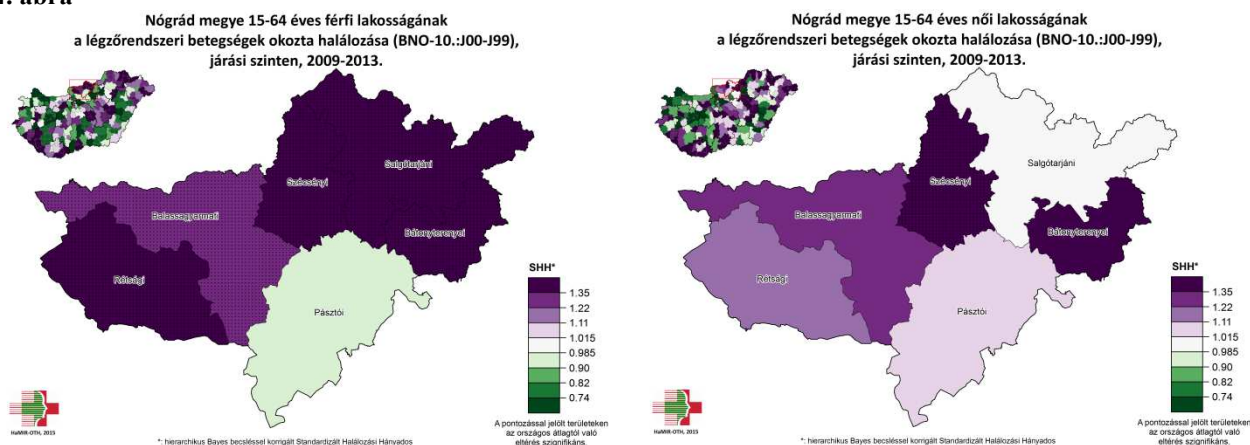 Nógrád megye 15-64 éves férfi lakosságának
a légzőrendszeri betegségek okozta halálozása (BNO-10.:J00-J99),
járási szinten, 2009-2013.
Salgótarjáni
Szécsényi
Balassagyarmati
Bátonyterenyei
Rétsági
Pásztói
SHH*
1.35
1.22
1.11
1.015
0.985
0.90
0.82
0.74
HaMIR-OTH, 2015
*: hierarchikus Bayes becsléssel korrigált Standardizált Halálozási Hányados
A pontozással jelölt területeken
az országos átlagtól való
eltérés szignifikáns.
Nógrád megye 15-64 éves női lakosságának
a légzőrendszeri betegségek okozta halálozása (BNO-10.:J00-J99),
járási szinten, 2009-2013.
Salgótarjáni
Szécsényi
Balassagyarmati
Bátonyterenyei
Rétsági
Pásztói
SHH*
1.35
1.22
1.11
1.015
0.985
0.90
0.82
0.74
HaMIR-OTH, 2015
*: hierarchikus Bayes becsléssel korrigált Standardizált Halálozási Hányados
A pontozással jelölt területeken
az országos átlagtól való
eltérés szignifikáns.